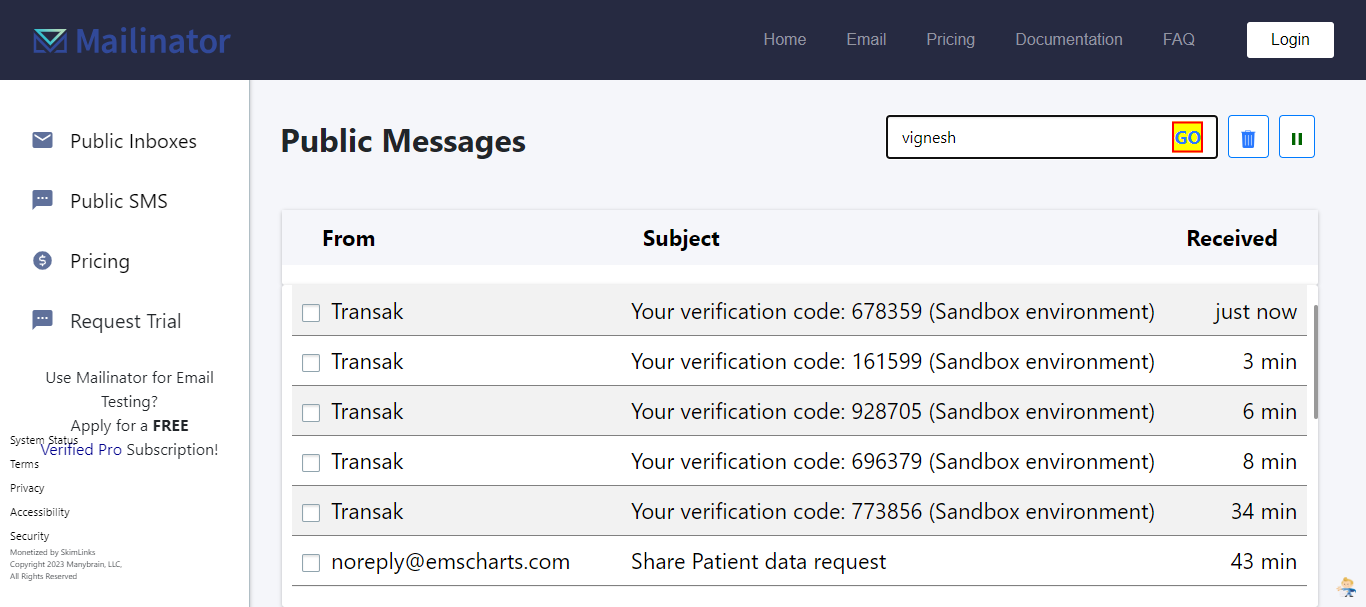 Mailinator
Home Email Pricing Documentation FAQ Login
Public Inboxes
Public SMS
Pricing
Request Trial
Use Mailinator for Email
Testing?
Apply for a FREE
Verified Pro Subscription!
System Status
Terms
Privacy
Accessibility
Security
Monetized by SkimLinks
Copyright 2023 Manybrain, LLC,
All Rights Reserved
Public Messages
vignesh GO
From Subject Received
Transak Your verification code: 678359 (Sandbox environment) just now
Transak Your verification code: 161599 (Sandbox environment) 3 min
Transak Your verification code: 928705 (Sandbox environment) 6 min
Transak Your verification code: 696379 (Sandbox environment) 8 min
Transak Your verification code: 773856 (Sandbox environment) 34 min
noreply@emscharts.com Share Patient data request 43 min